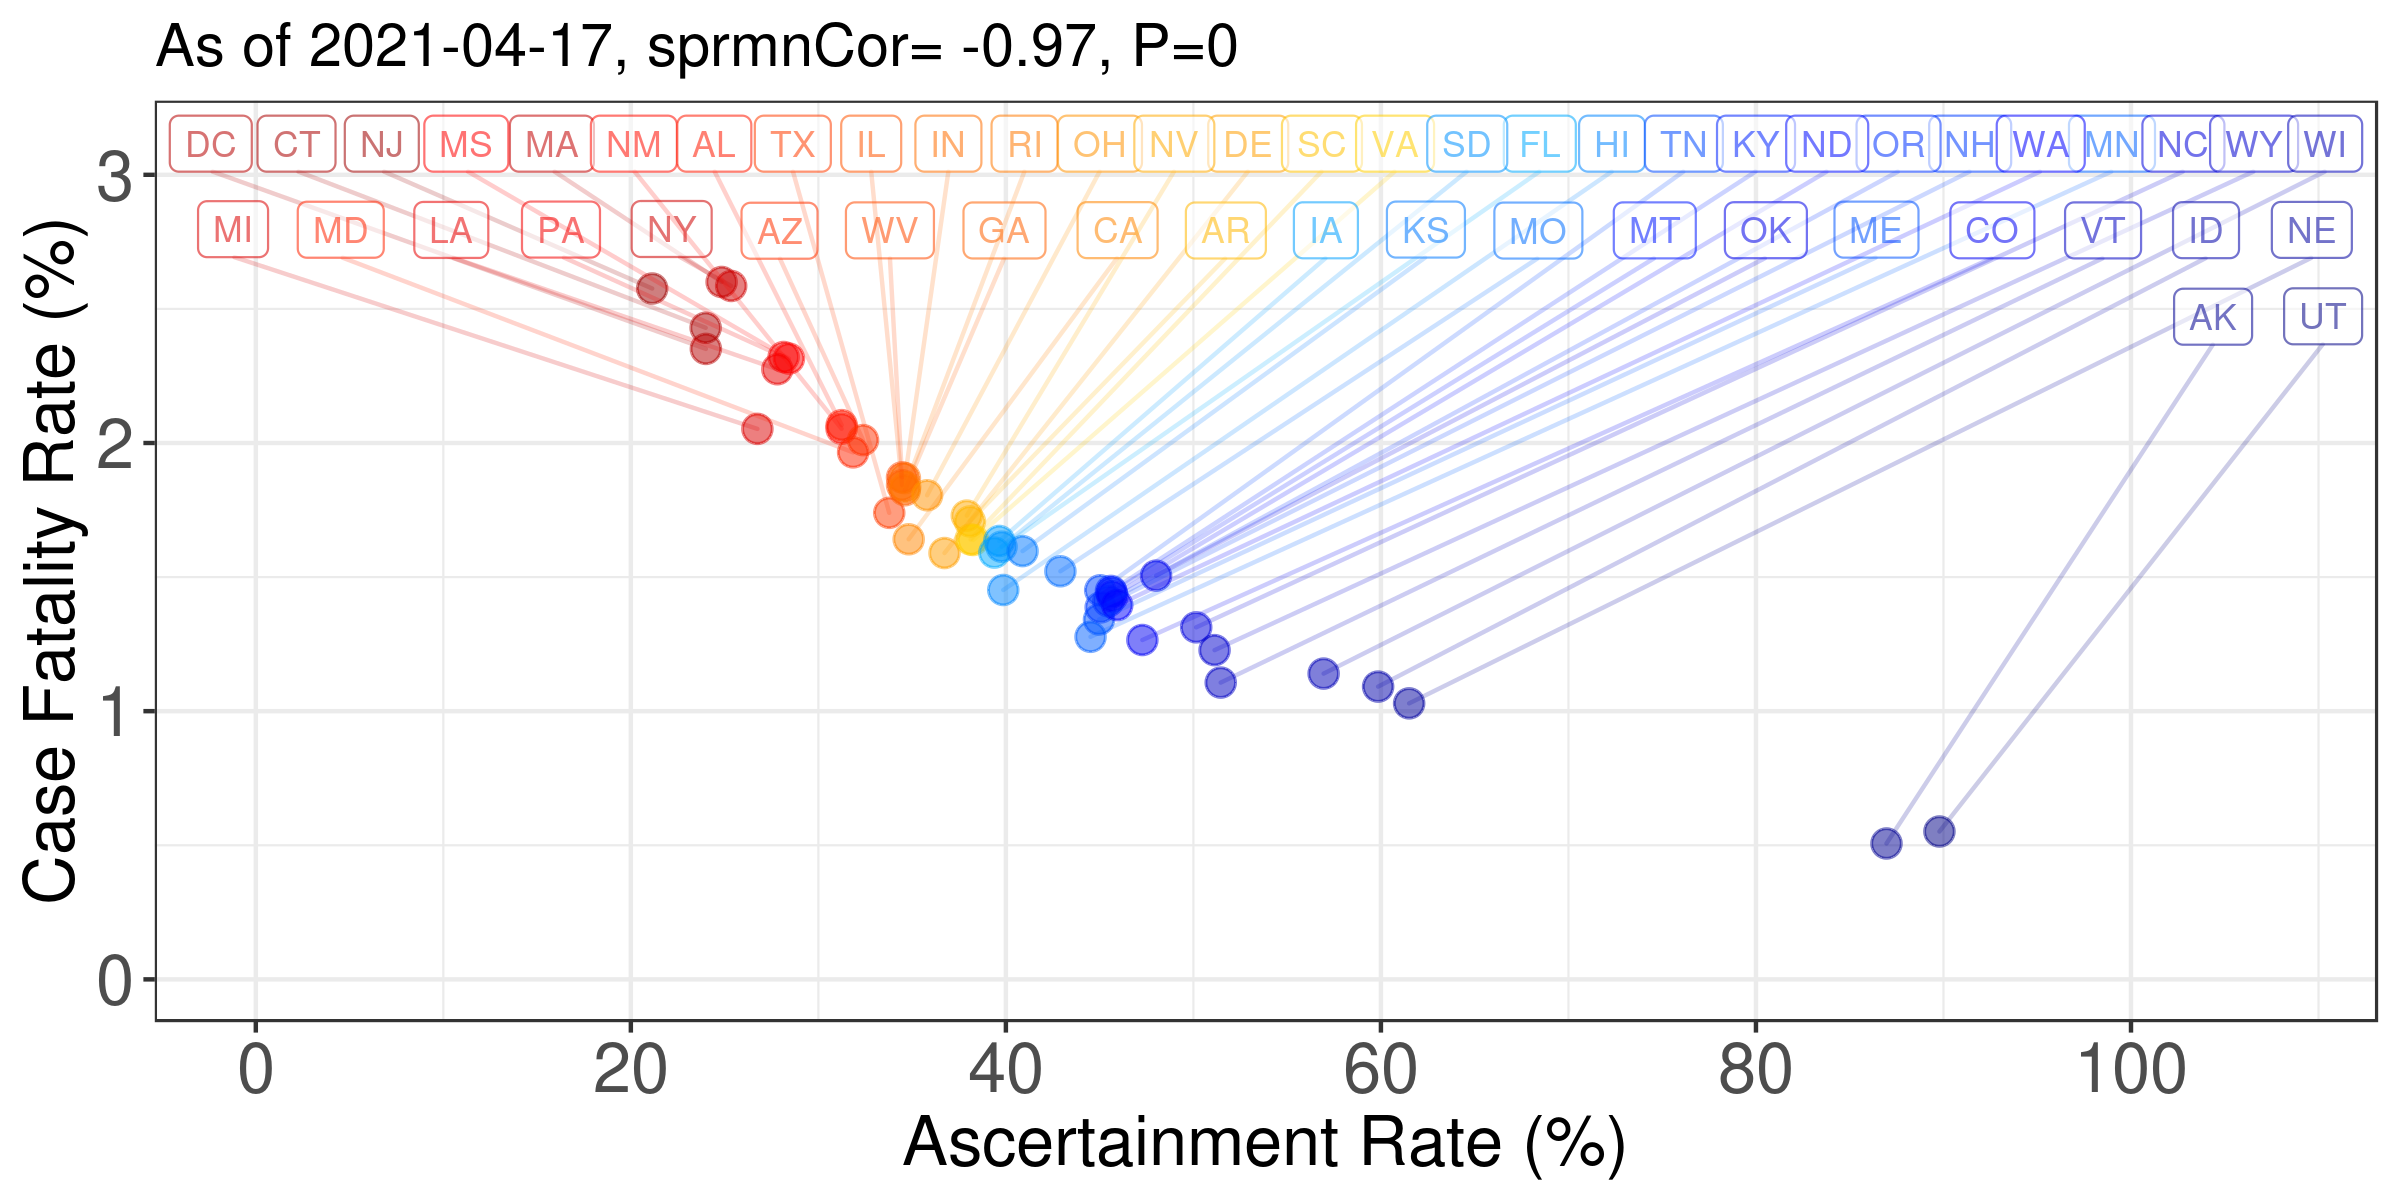 As of 2021-04-17, sprmnCor= -0.97, P=0
DC CT NJ MS MA NM AL TX IL IN RI OH NV DE SC VA SD FL HI TN KY ND OR NH WA MN NC WY WI
MI MD LA PA NY AZ WV GA CA AR IA KS MO MT OK ME CO VT ID NE
AK UT
3
2
1
0
Case Fatality Rate (%)
0 20 40 60 80 100
Ascertainment Rate (%)